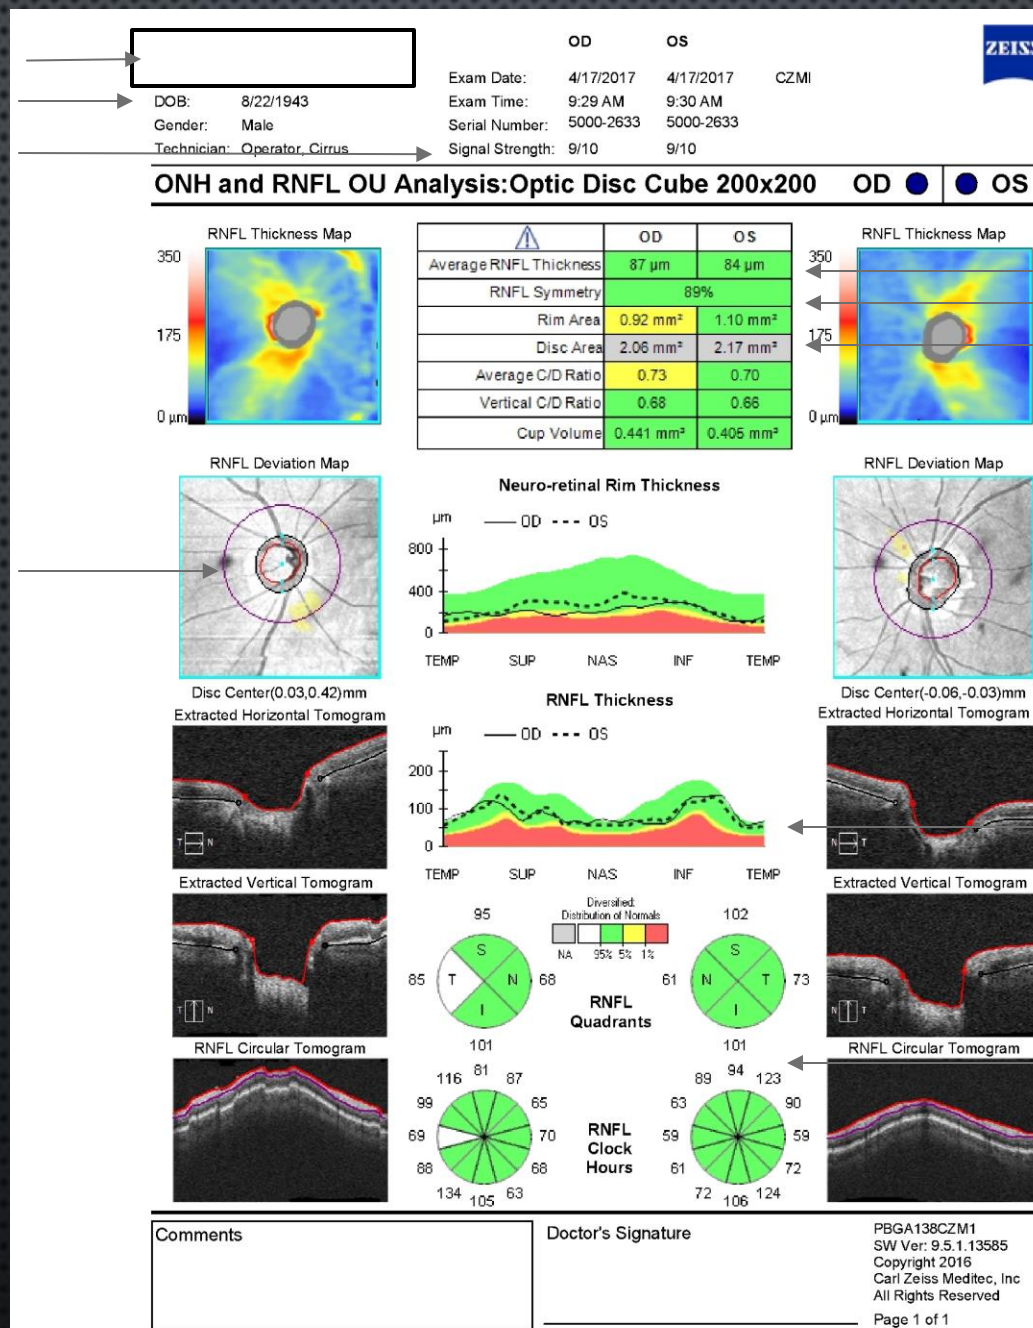 OD OS
ZEISS
Exam Date: 4/17/2017 4/17/2017 CZMI
DOB: 8/22/1943 Exam Time: 9:29 AM 9:30 AM
Gender: Male Serial Number: 5000-2633 5000-2633
Technician: Operator, Cirrus Signal Strength: 9/10 9/10
ONH and RNFL OU Analysis:Optic Disc Cube 200x200 OD OS
RNFL Thickness Map
350
175
0 µm
OD OS
Average RNFL Thickness 87 µm 84 µm
RNFL Symmetry 89%
Rim Area 0.92 mm² 1.10 mm²
Disc Area 2.06 mm² 2.17 mm²
Average C/D Ratio 0.73 0.70
Vertical C/D Ratio 0.68 0.66
Cup Volume 0.441 mm³ 0.405 mm³
RNFL Thickness Map
350
175
0 µm
RNFL Deviation Map
Disc Center(0.03,0.42)mm
Neuro-retinal Rim Thickness
µm OD OS
800
400
0
TEMP SUP NAS INF TEMP
RNFL Deviation Map
Disc Center(-0.06,-0.03)mm
Extracted Horizontal Tomogram
T N
RNFL Thickness
µm OD OS
200
100
0
TEMP SUP NAS INF TEMP
Extracted Horizontal Tomogram
N T
Extracted Vertical Tomogram
T N
Diversified:
Distribution of Normals
NA 95% 5% 1%
95
S
85 T N 68
I
101
RNFL
Quadrants
102
S
61 N T 73
I
101
Extracted Vertical Tomogram
N T
RNFL Circular Tomogram
116 81 87
99 65
69 70
88 68
134 105 63
RNFL
Clock
Hours
89 94 123
63 90
59 59
61 72
72 106 124
RNFL Circular Tomogram
Comments
Doctor's Signature
PBGA138CZM1
SW Ver: 9.5.1.13585
Copyright 2016
Carl Zeiss Meditec, Inc
All Rights Reserved
Page 1 of 1